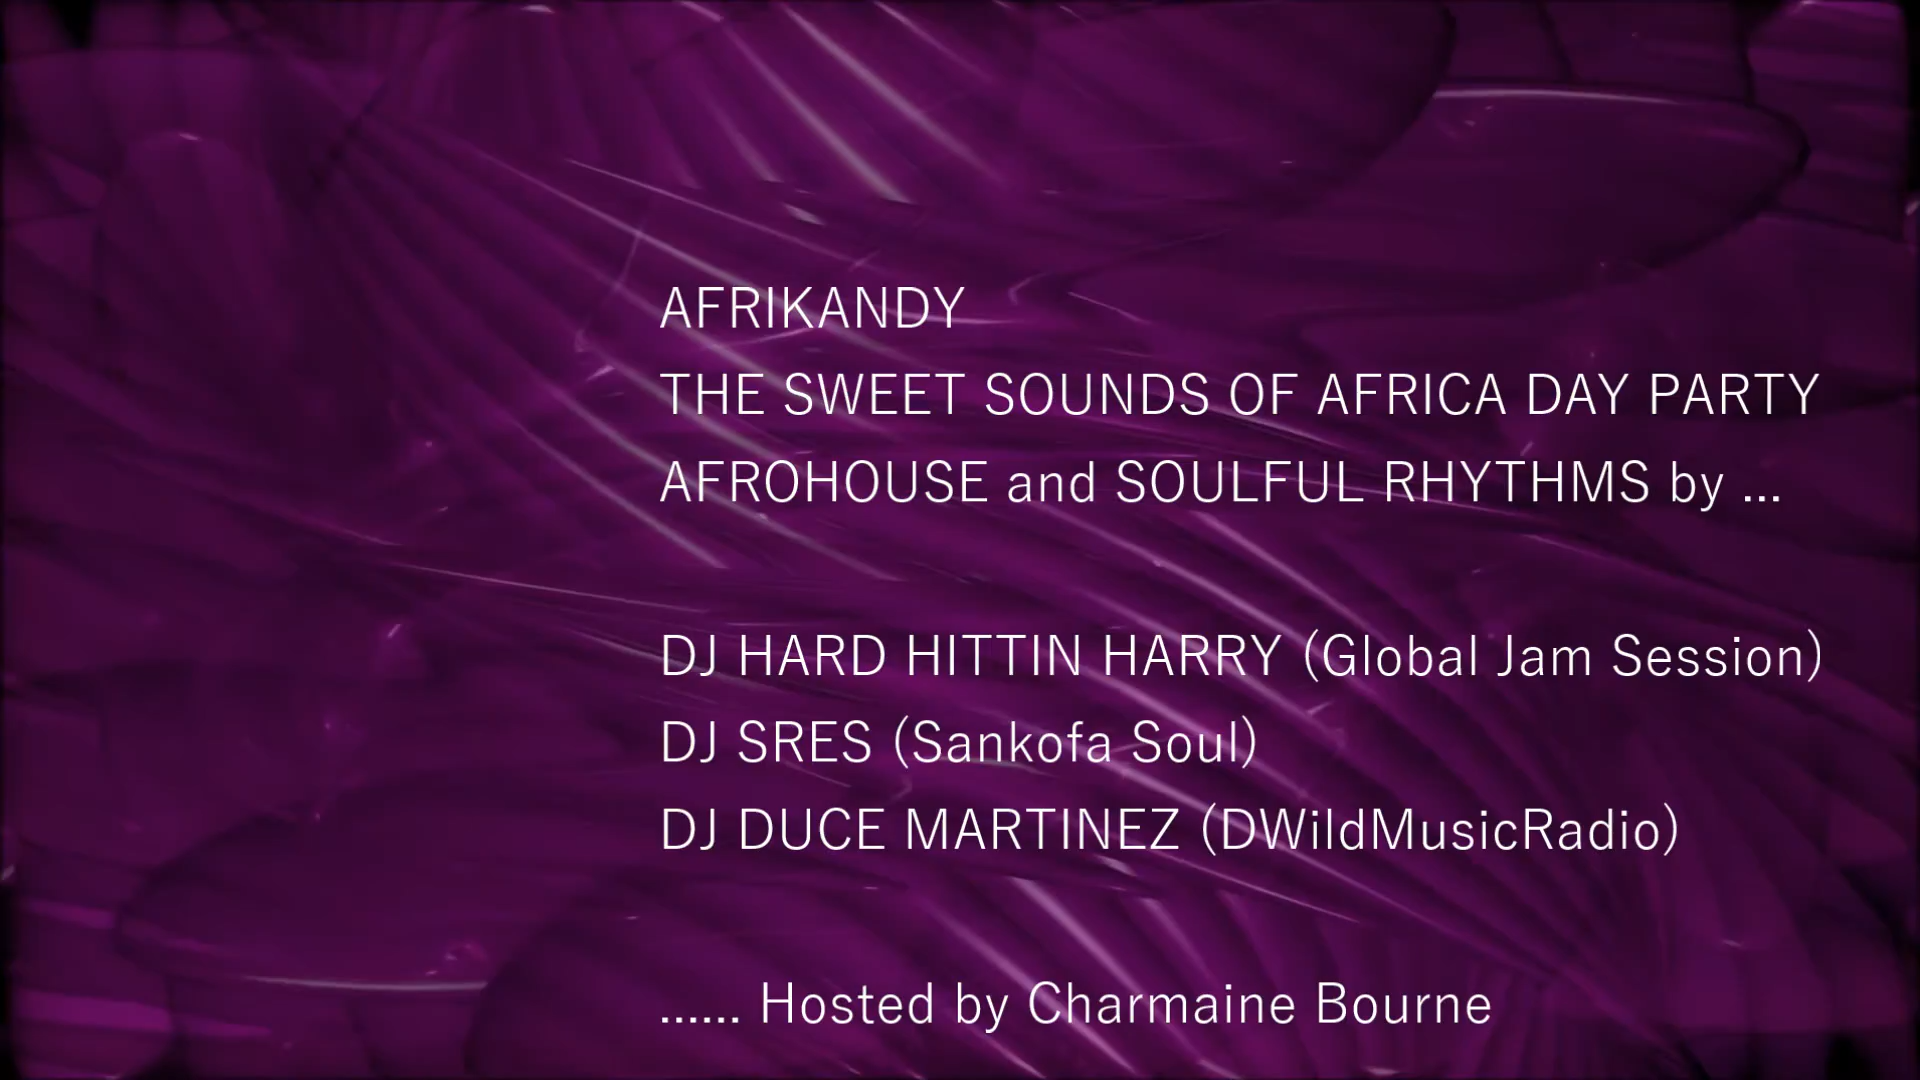 AFRIKANDY
THE SWEET SOUNDS OF AFRICA DAY PARTY
AFROHOUSE and SOULFUL RHYTHMS by ...
DJ HARD HITTIN HARRY (Global Jam Session)
DJ SRES (Sankofa Soul)
DJ DUCE MARTINEZ (DWildMusicRadio)
...... Hosted by Charmaine Bourne